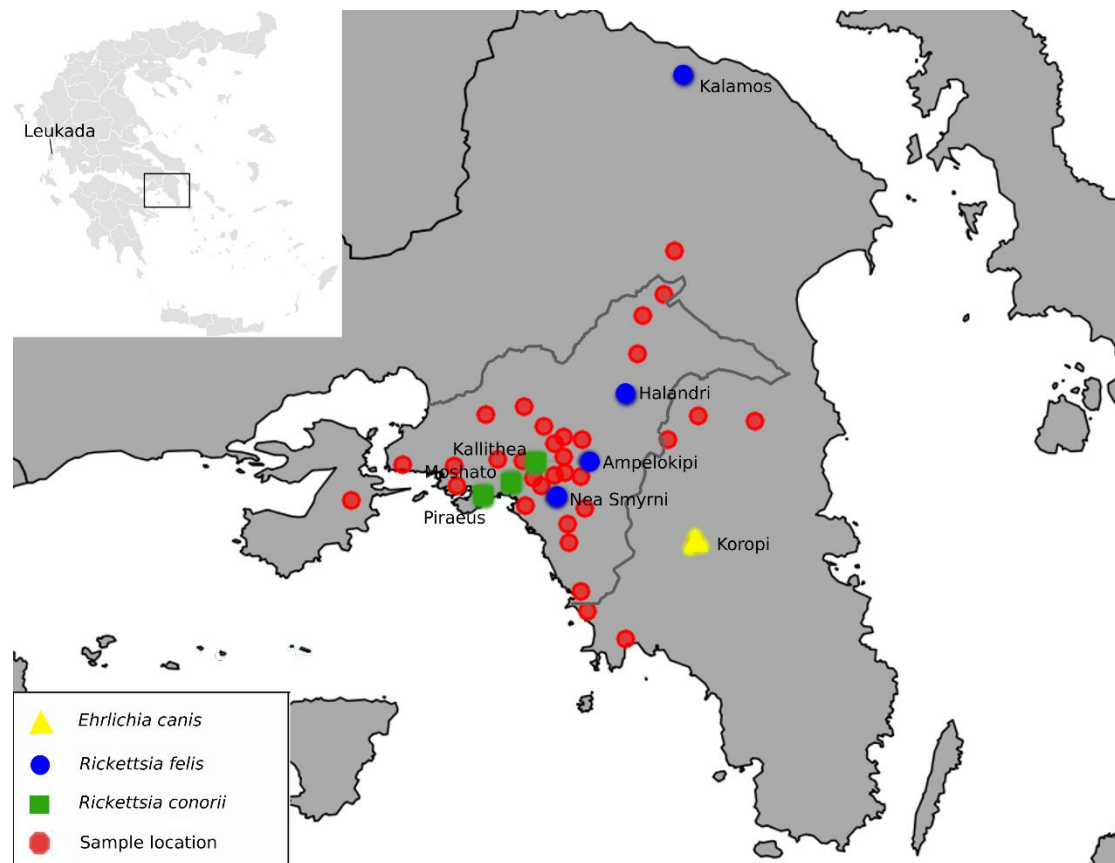 Leukada
Kalamos
Halandri
Kallithea
Ampelokipi
Moshato
Nea Smyrni
Piraeus
Koropi
Ehrlichia canis
Rickettsia felis
Rickettsia conorii
Sample location